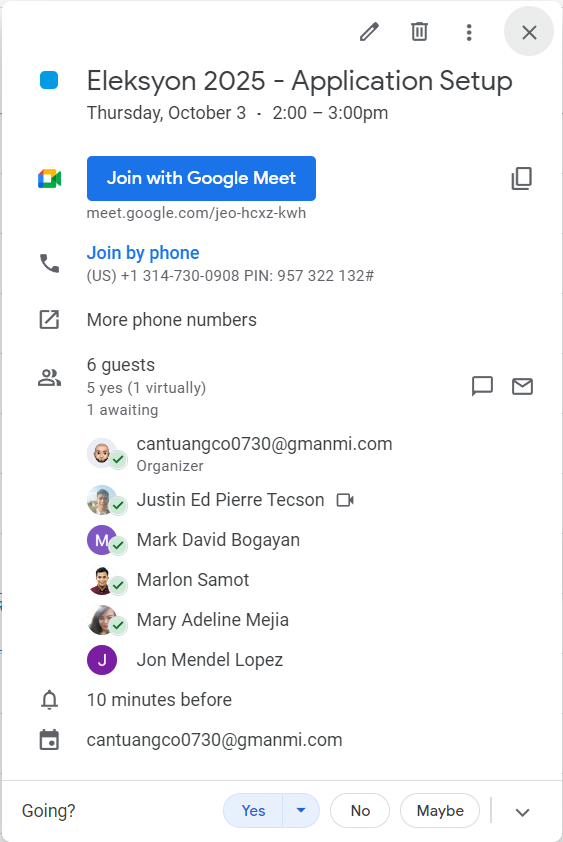 Eleksyon 2025 - Application Setup
Thursday, October 3 · 2:00 – 3:00pm
Join with Google Meet
meet.google.com/jeo-hcxz-kwh
Join by phone
(US) +1 314-730-0908 PIN: 957 322 132#
More phone numbers
6 guests
5 yes (1 virtually)
1 awaiting
cantuangco0730@gmanmi.com
Organizer
Justin Ed Pierre Tecson
M Mark David Bogayan
Marlon Samot
Mary Adeline Mejia
J Jon Mendel Lopez
10 minutes before
cantuangco0730@gmanmi.com
Going? Yes No Maybe